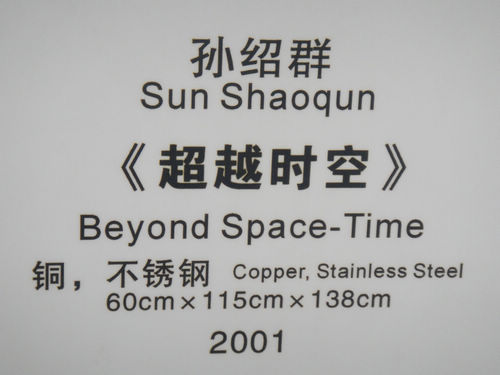 孙绍群
Sun Shaoqun
《超越时空》
Beyond Space-Time
铜，不锈钢 Copper, Stainless Steel
60cm×115cm×138cm
2001